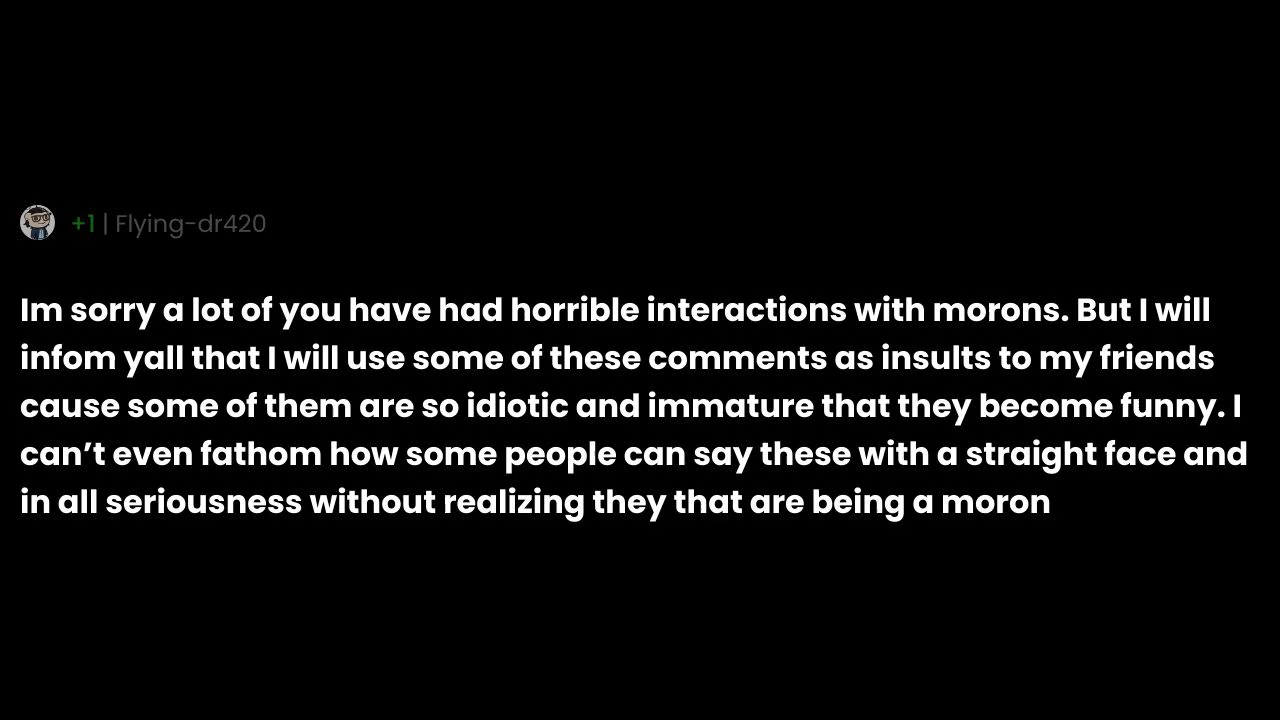 +1 | Flying-dr420
Im sorry a lot of you have had horrible interactions with morons. But I will
infom yall that I will use some of these comments as insults to my friends
cause some of them are so idiotic and immature that they become funny. I
can’t even fathom how some people can say these with a straight face and
in all seriousness without realizing they that are being a moron